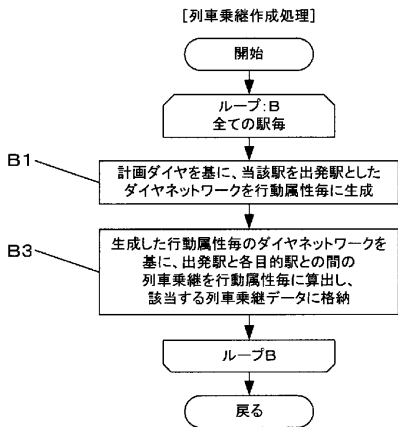 [列車乗継作成処理]
開始
ループ:B
全ての駅毎
B1
計画ダイヤを基に、当該駅を出発駅とした
ダイヤネットワークを行動属性毎に生成
B3
生成した行動属性毎のダイヤネットワークを
基に、出発駅と各目的駅との間の
列車乗継を行動属性毎に算出し、
該当する列車乗継データに格納
ループB
戻る